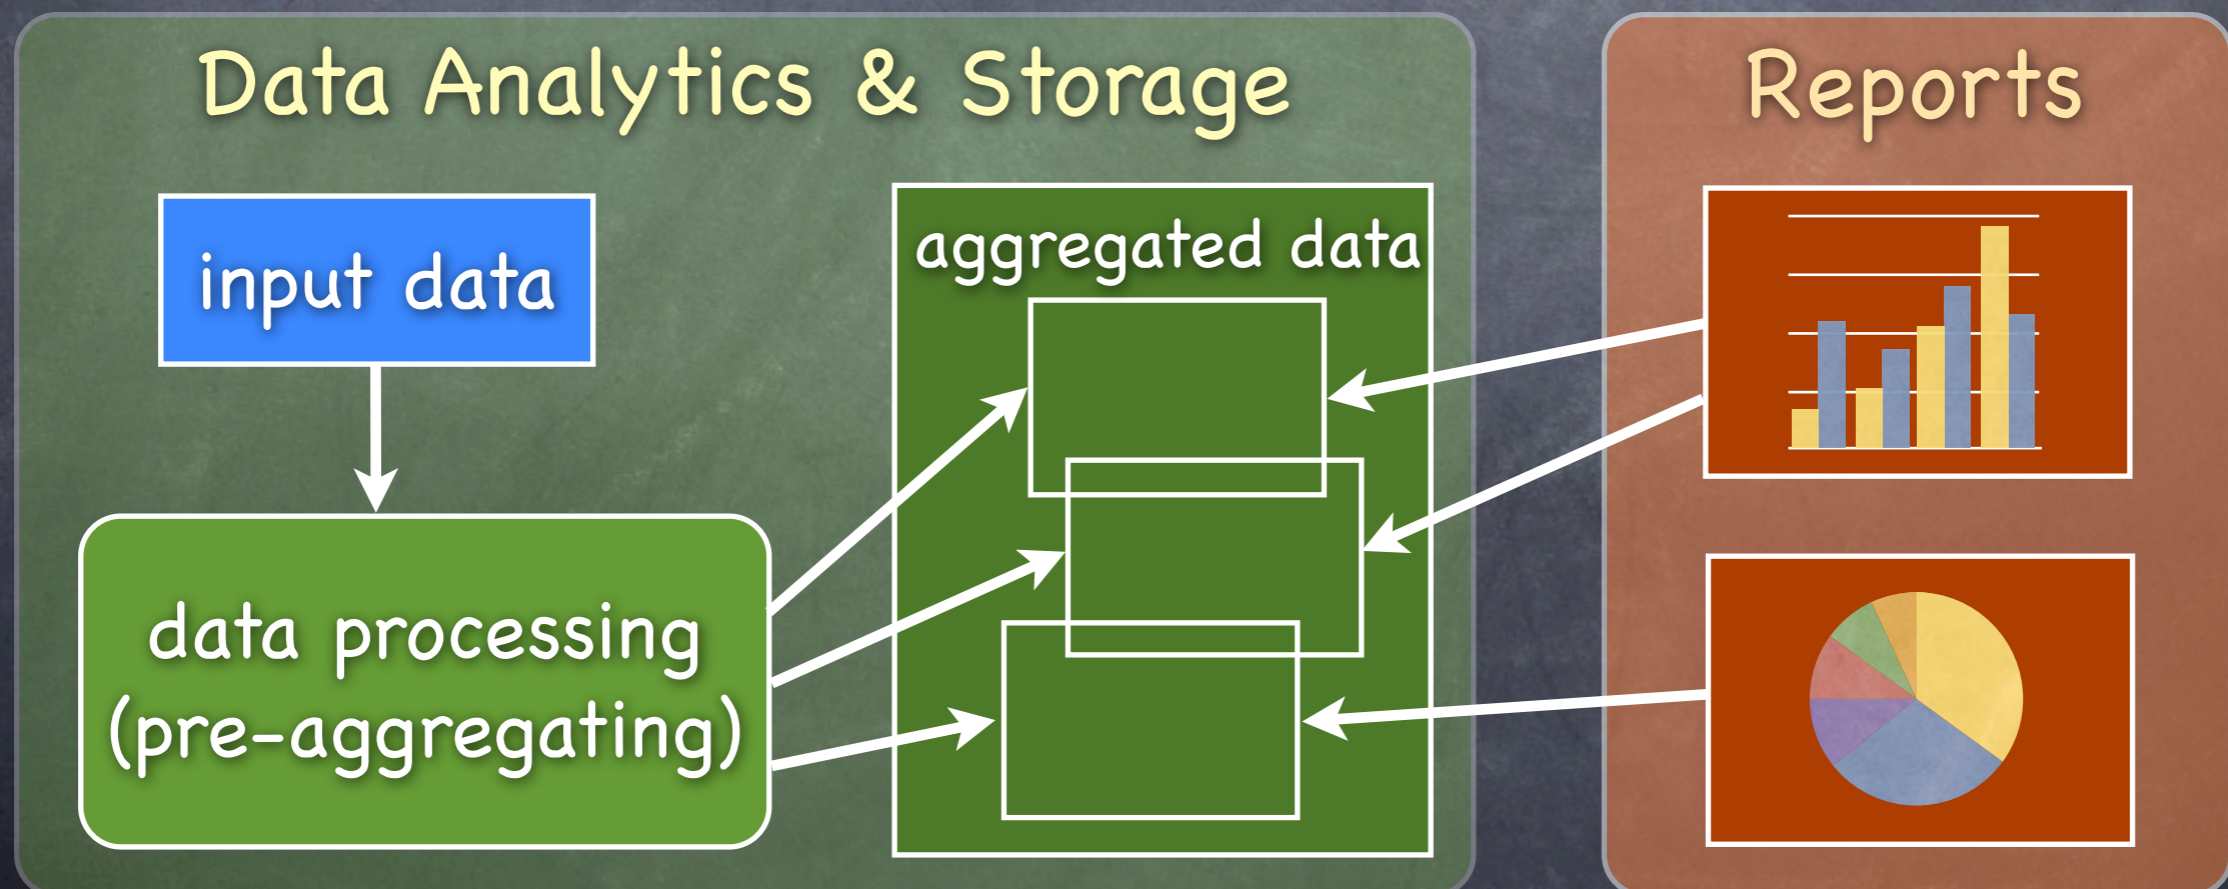 Data Analytics & Storage
Reports
input data
aggregated data
data processing
(pre-aggregating)